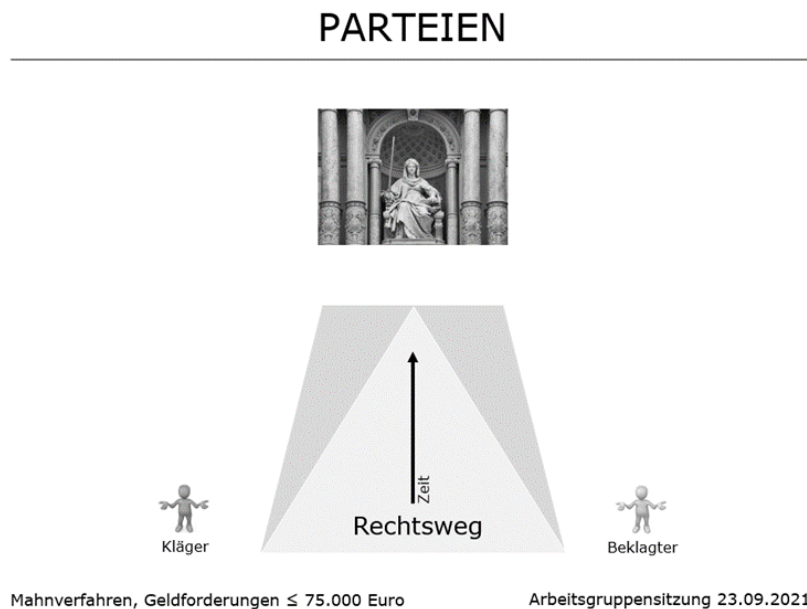 PARTEIEN
Zeit
Rechtsweg
Kläger
Beklagter
Mahnverfahren, Geldforderungen ≤ 75.000 Euro
Arbeitsgruppensitzung 23.09.2021